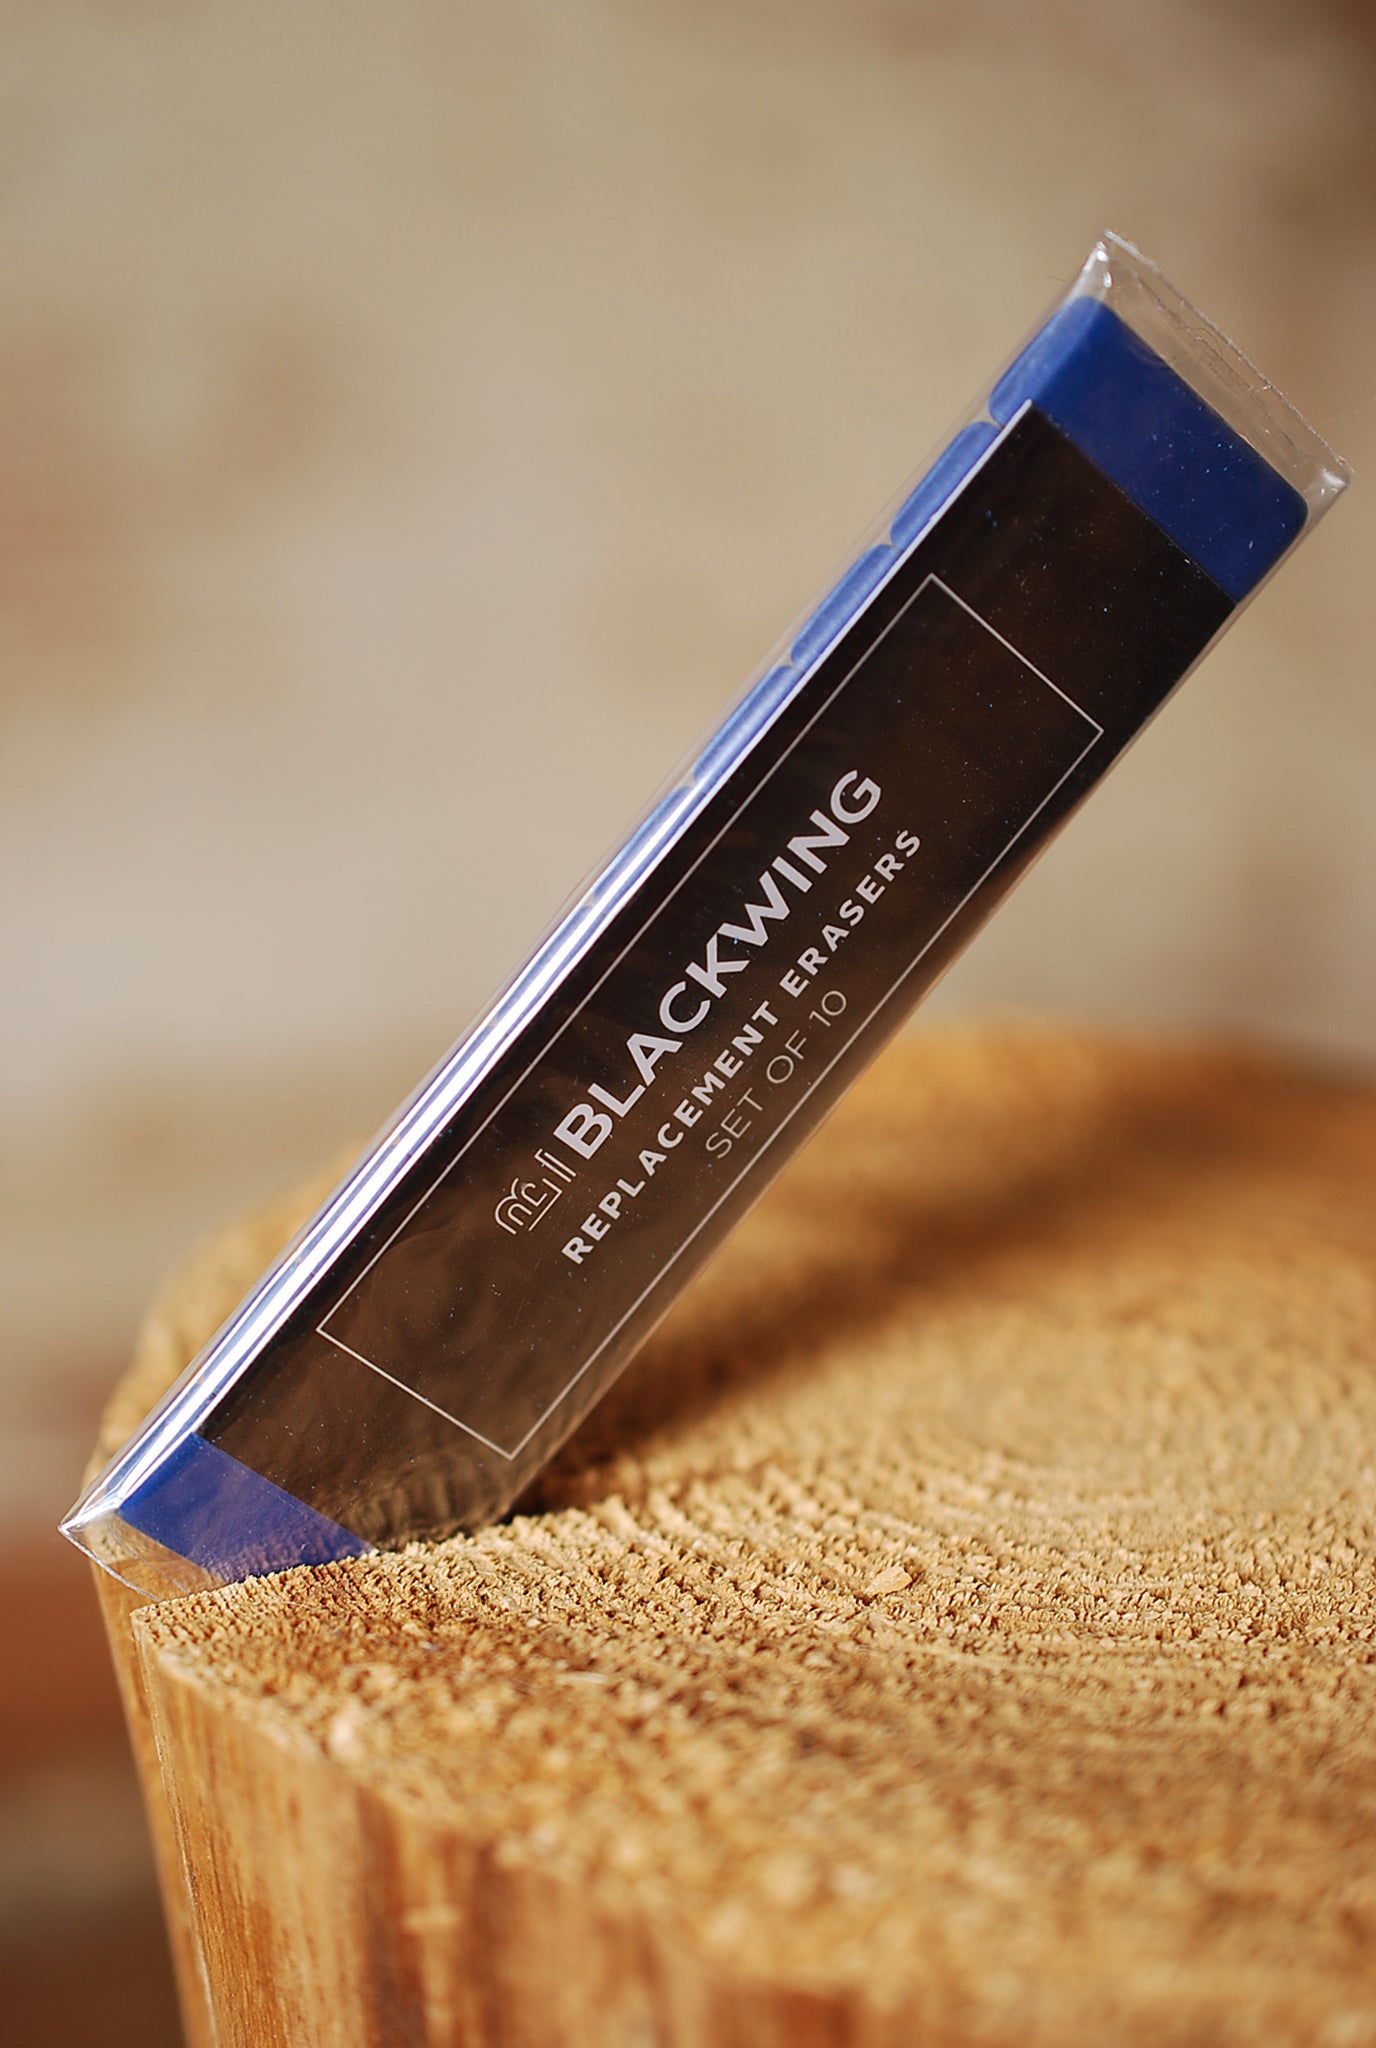 BLACKWING
REPLACEMENT ERASERS
SET OF 10